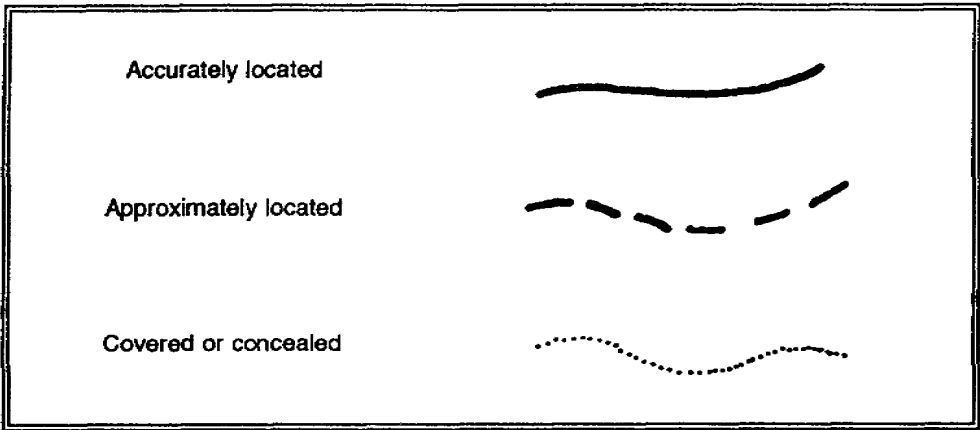 Accurately located
Approximately located
Covered or concealed